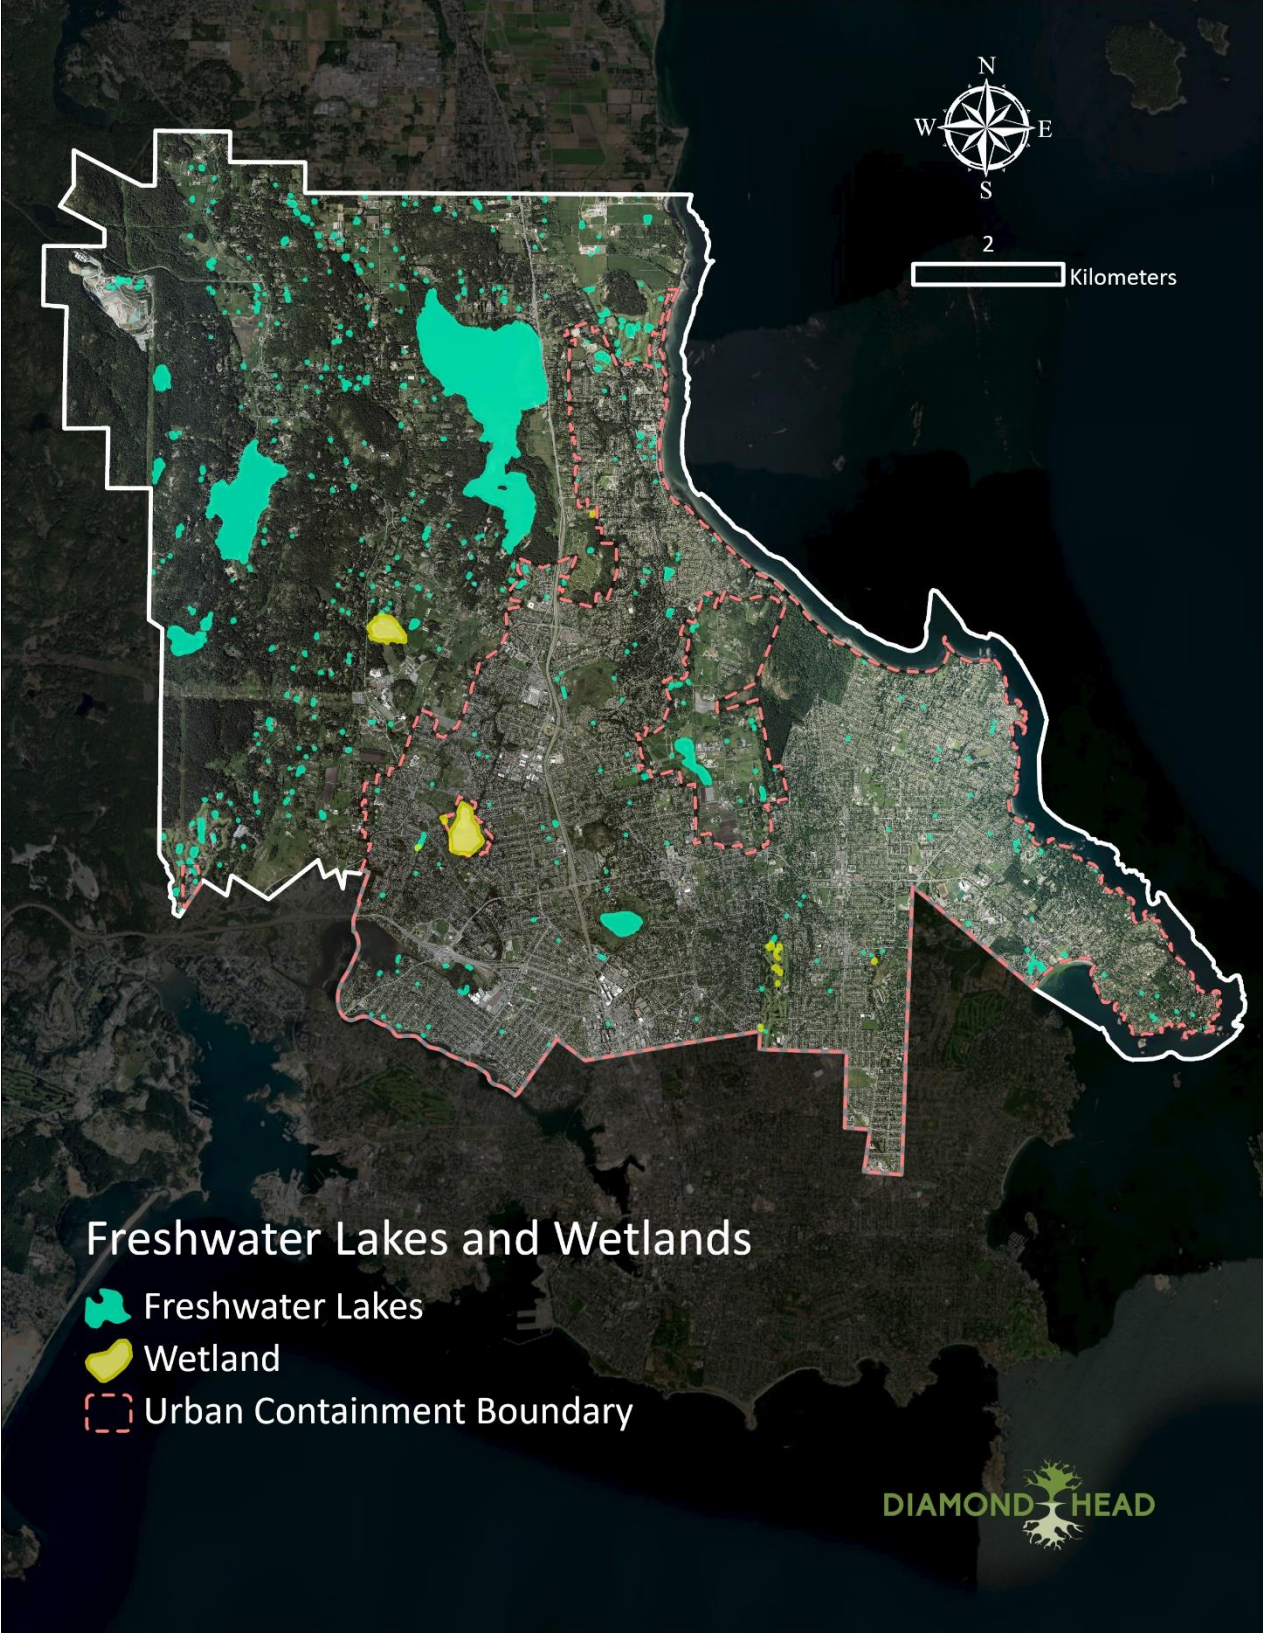 N
W E
S
2
Kilometers
Freshwater Lakes and Wetlands
Freshwater Lakes
Wetland
Urban Containment Boundary
DIAMOND HEAD